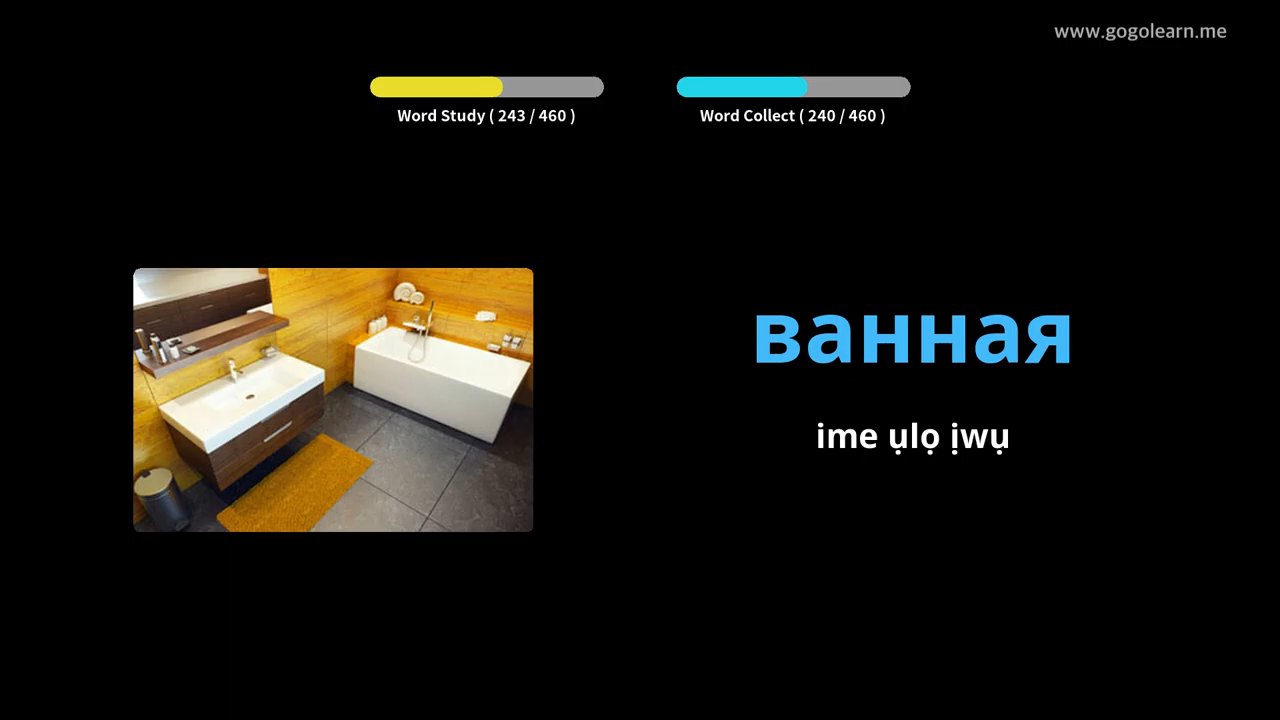 www.gogolearn.me
Word Study ( 243 / 460 )
Word Collect ( 240 / 460 )
ванная
ime ụlọ ịwụ